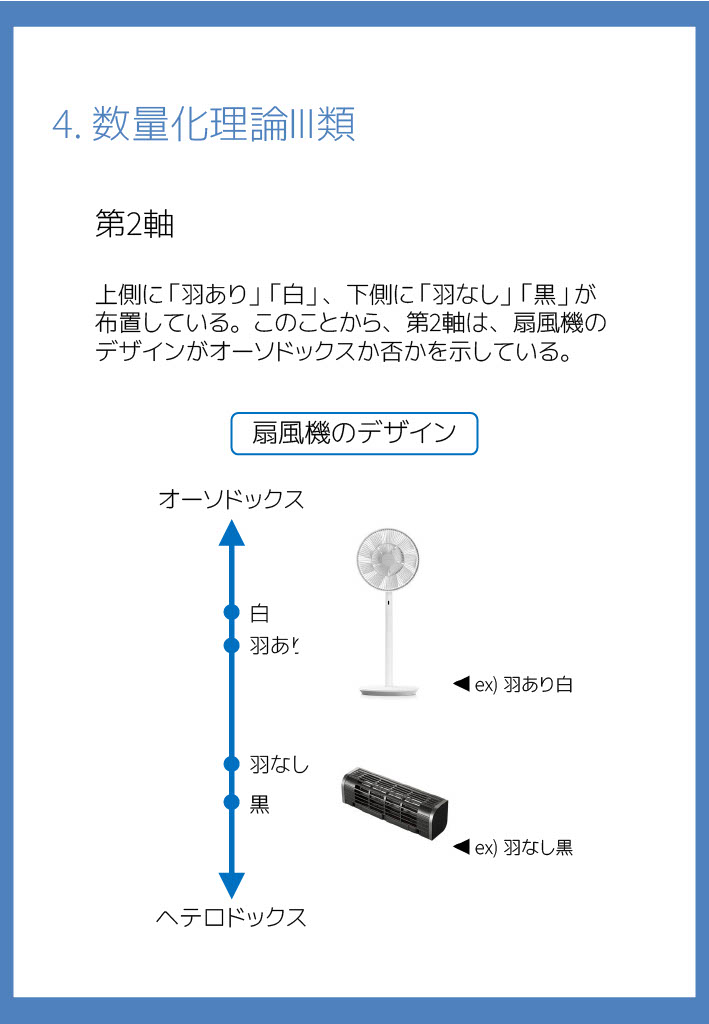 4. 数量化理論III類
第2軸
上側に「羽あり」「白」、下側に「羽なし」「黒」が
布置している。このことから、第2軸は、扇風機の
デザインがオーソドックスか否かを示している。
扇風機のデザイン
オーソドックス
白
羽あり
◀ ex) 羽あり白
羽なし
黒
◀ ex) 羽なし黒
ヘテロドックス